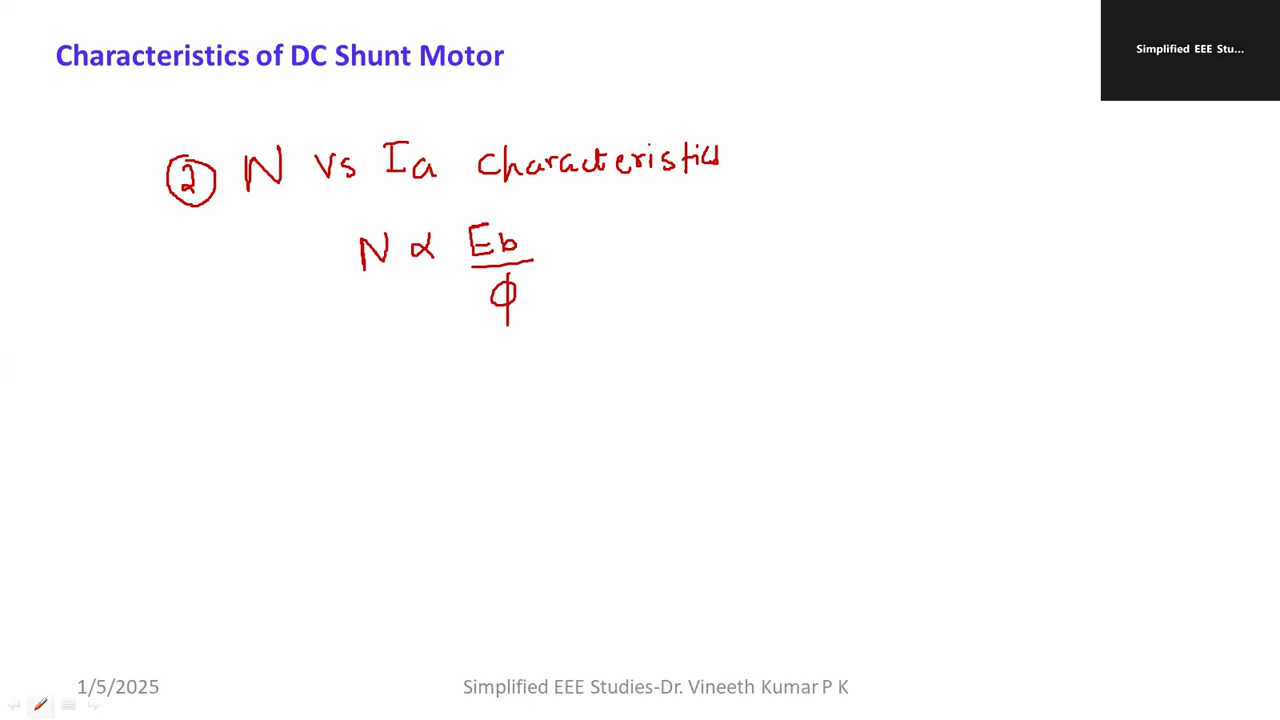 Characteristics of DC Shunt Motor
Simplified EEE Stu...
② N vs Ia characteristics
N ∝ Eb
ϕ
1/5/2025
Simplified EEE Studies-Dr. Vineeth Kumar P K